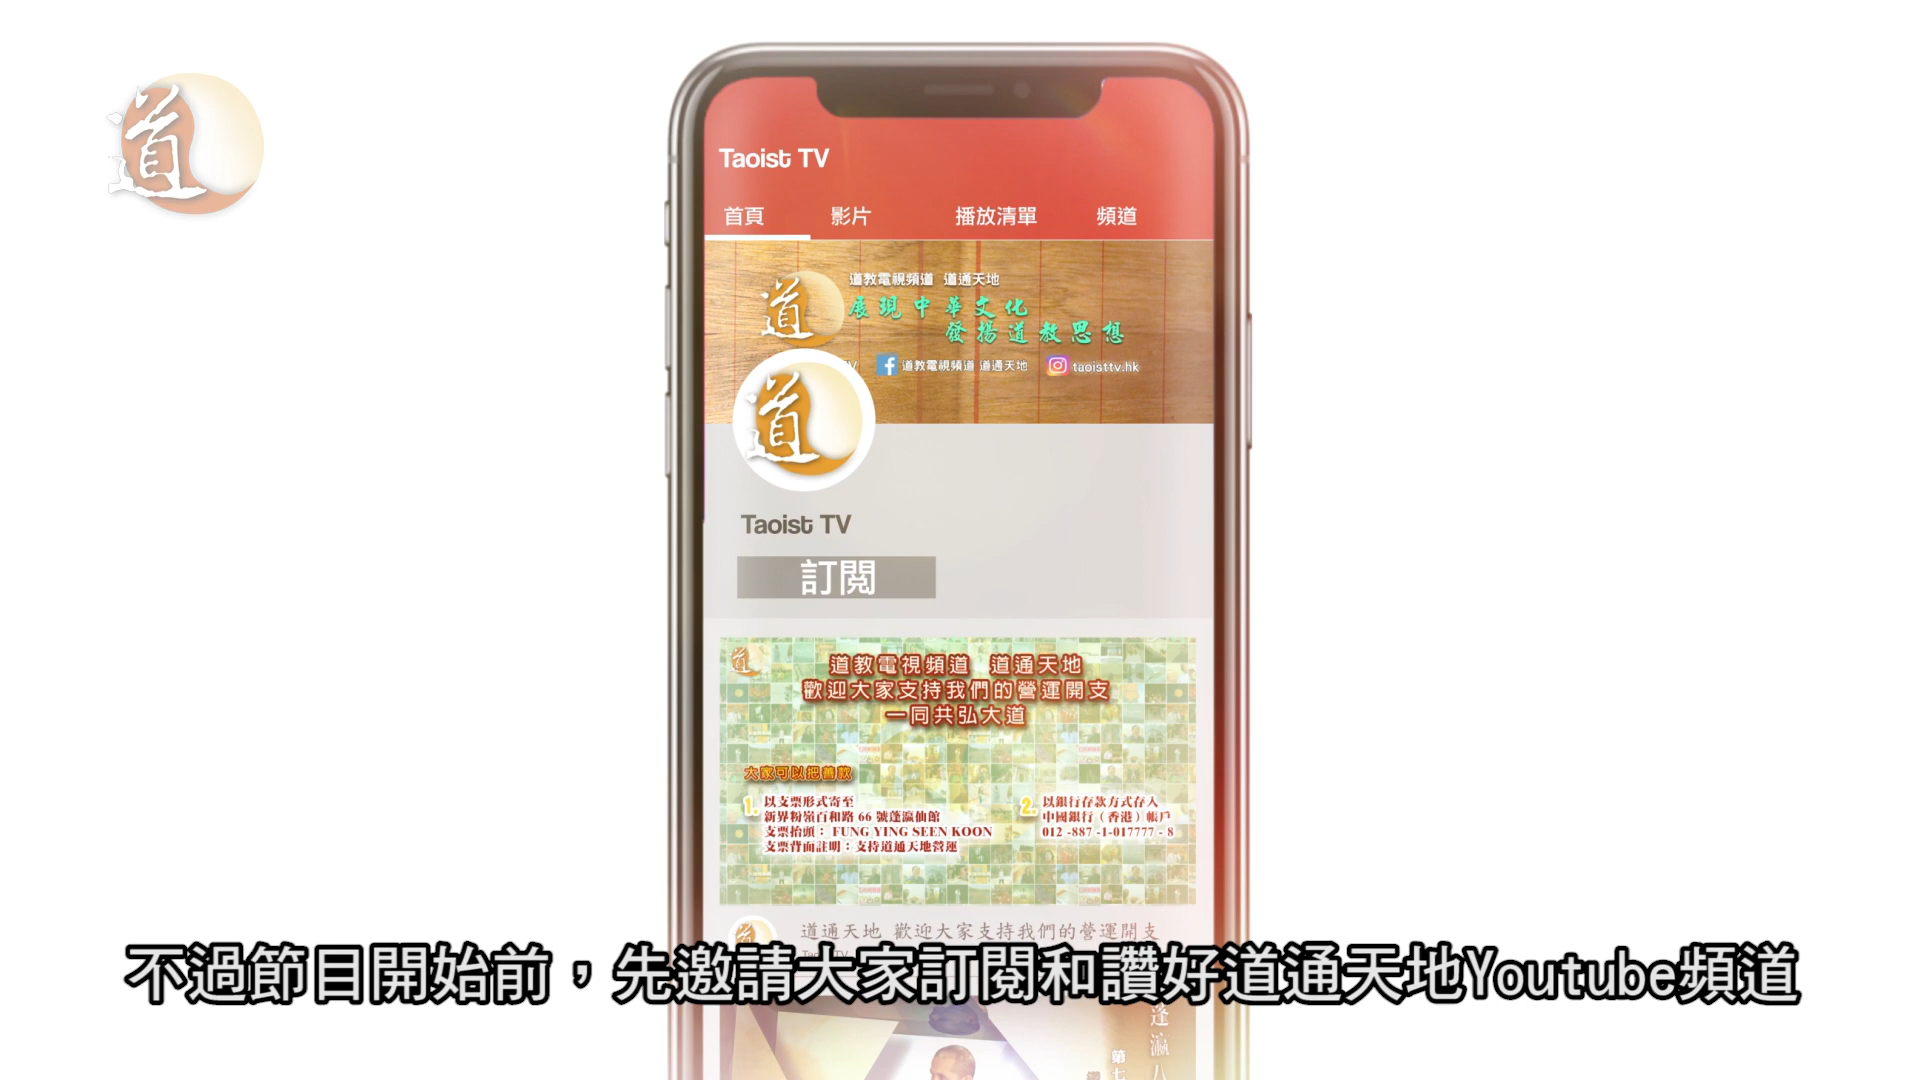 道
Taoist TV
首頁 影片 播放清單 頻道
道教電視頻道 道通天地
道
展現中華文化
發揚道教思想
道教電視頻道 道通天地 taoisttv.hk
道
Taoist TV
訂閱
道
道教電視頻道 道通天地
歡迎大家支持我們的營運開支
一同共弘大道
大家可以把善款
1. 以支票形式寄至
新界粉嶺百和路 66 號蓬瀛仙館
支票抬頭： FUNG YING SEEN KOON
支票背面註明：支持道通天地營運
2. 以銀行存款方式存入
中國銀行（香港）帳戶
012 -887 -1-017777 - 8
道通天地 歡迎大家支持我們的營運開支
不過節目開始前，先邀請大家訂閱和讚好道通天地Youtube頻道
蓬瀛八
第七